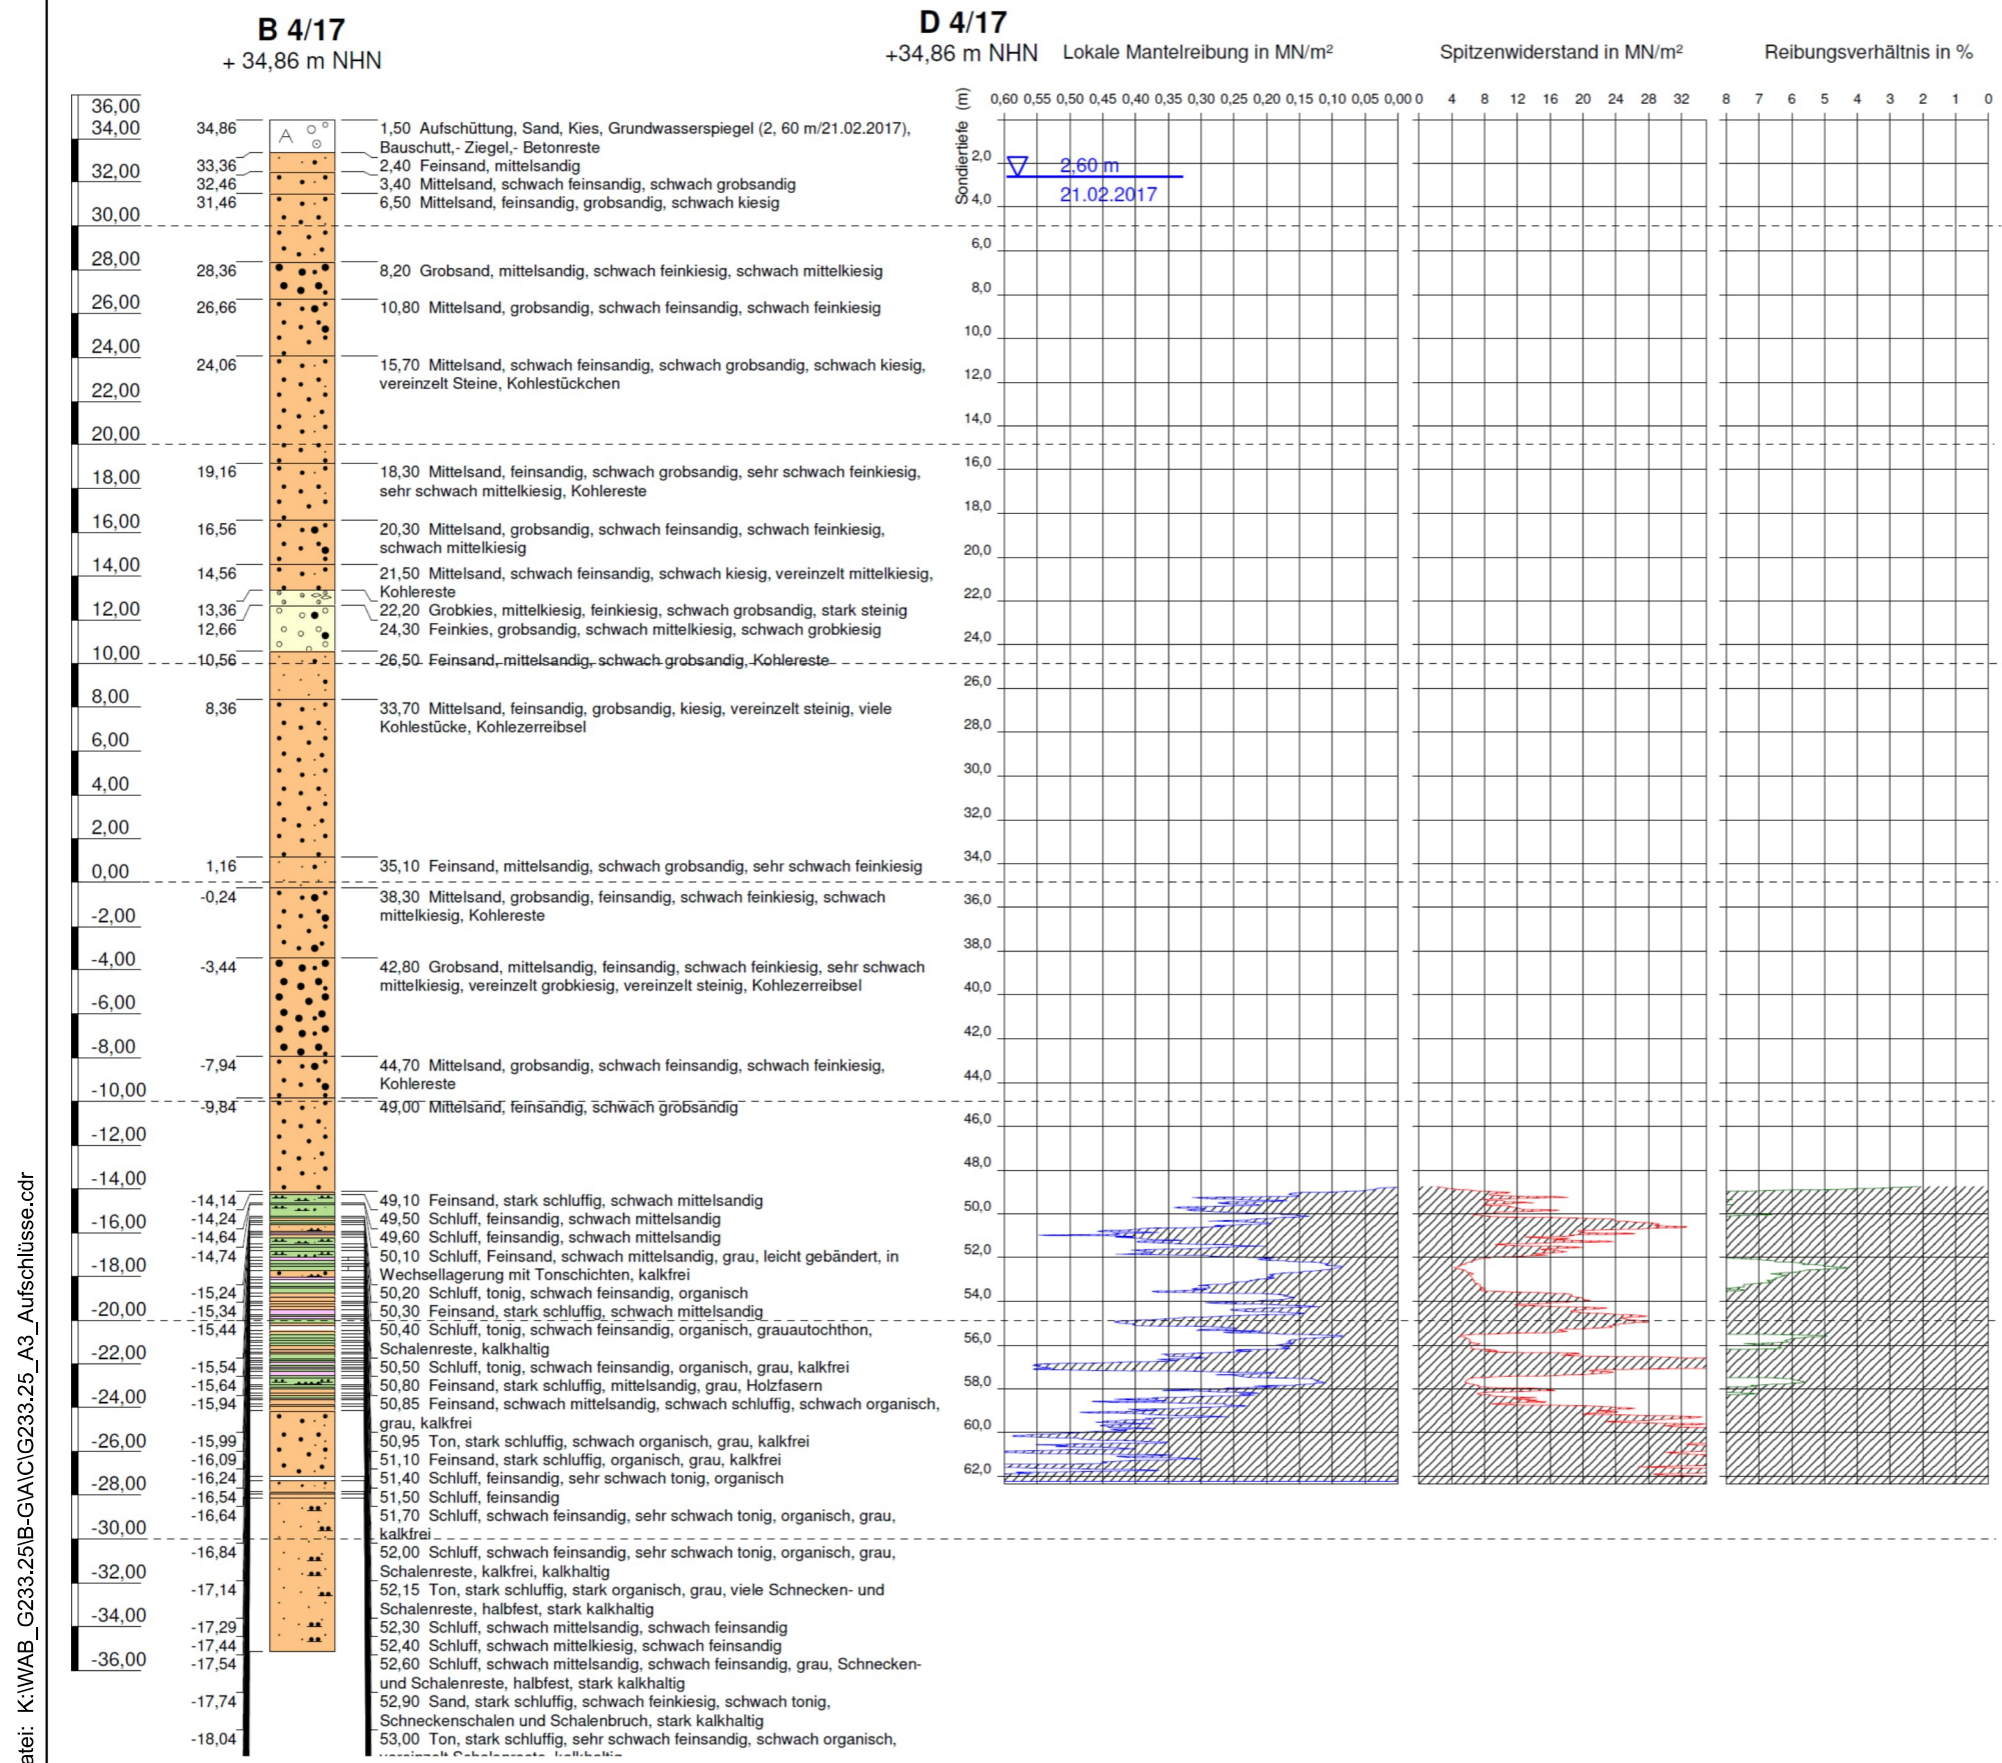 B 4/17
+ 34,86 m NHN
D 4/17
+34,86 m NHN
Lokale Mantelreibung in MN/m²
Spitzenwiderstand in MN/m²
Reibungsverhältnis in %
Sondiertiefe (m)
0,60 0,55 0,50 0,45 0,40 0,35 0,30 0,25 0,20 0,15 0,10 0,05 0,00
0 4 8 12 16 20 24 28 32
8 7 6 5 4 3 2 1 0
36,00
34,00
32,00
30,00
28,00
26,00
24,00
22,00
20,00
18,00
16,00
14,00
12,00
10,00
8,00
6,00
4,00
2,00
0,00
-2,00
-4,00
-6,00
-8,00
-10,00
-12,00
-14,00
-16,00
-18,00
-20,00
-22,00
-24,00
-26,00
-28,00
-30,00
-32,00
-34,00
-36,00
A
34,86 1,50 Aufschüttung, Sand, Kies, Grundwasserspiegel (2, 60 m/21.02.2017),
Bauschutt,- Ziegel,- Betonreste
33,36 2,40 Feinsand, mittelsandig
32,46 3,40 Mittelsand, schwach feinsandig, schwach grobsandig
31,46 6,50 Mittelsand, feinsandig, grobsandig, schwach kiesig
28,36 8,20 Grobsand, mittelsandig, schwach feinkiesig, schwach mittelkiesig
26,66 10,80 Mittelsand, grobsandig, schwach feinsandig, schwach feinkiesig
24,06 15,70 Mittelsand, schwach feinsandig, schwach grobsandig, schwach kiesig,
vereinzelt Steine, Kohlestückchen
19,16 18,30 Mittelsand, feinsandig, schwach grobsandig, sehr schwach feinkiesig,
sehr schwach mittelkiesig, Kohlereste
16,56 20,30 Mittelsand, grobsandig, schwach feinsandig, schwach feinkiesig,
schwach mittelkiesig
14,56 21,50 Mittelsand, schwach feinsandig, schwach kiesig, vereinzelt mittelkiesig,
Kohlereste
13,36 22,20 Grobkies, mittelkiesig, feinkiesig, schwach grobsandig, stark steinig
12,66 24,30 Feinkies, grobsandig, schwach mittelkiesig, schwach grobkiesig
10,56 26,50 Feinsand, mittelsandig, schwach grobsandig, Kohlereste
8,36 33,70 Mittelsand, feinsandig, grobsandig, kiesig, vereinzelt steinig, viele
Kohlestücke, Kohlezerreibsel
1,16 35,10 Feinsand, mittelsandig, schwach grobsandig, sehr schwach feinkiesig
-0,24 38,30 Mittelsand, grobsandig, feinsandig, schwach feinkiesig, schwach
mittelkiesig, Kohlereste
-3,44 42,80 Grobsand, mittelsandig, feinsandig, schwach feinkiesig, sehr schwach
mittelkiesig, vereinzelt grobkiesig, vereinzelt steinig, Kohlezerreibsel
-7,94 44,70 Mittelsand, grobsandig, schwach feinsandig, schwach feinkiesig,
Kohlereste
-9,84 49,00 Mittelsand, feinsandig, schwach grobsandig
-14,14 49,10 Feinsand, stark schluffig, schwach mittelsandig
-14,24 49,50 Schluff, feinsandig, schwach mittelsandig
-14,64 49,60 Schluff, feinsandig, schwach mittelsandig
-14,74 50,10 Schluff, Feinsand, schwach mittelsandig, grau, leicht gebändert, in
Wechsellagerung mit Tonschichten, kalkfrei
-15,24 50,20 Schluff, tonig, schwach feinsandig, organisch
-15,34 50,30 Feinsand, stark schluffig, schwach mittelsandig
-15,44 50,40 Schluff, tonig, schwach feinsandig, organisch, grauautochthon,
Schalenreste, kalkhaltig
-15,54 50,50 Schluff, tonig, schwach feinsandig, organisch, grau, kalkfrei
-15,64 50,80 Feinsand, stark schluffig, mittelsandig, grau, Holzfasern
-15,94 50,85 Feinsand, schwach mittelsandig, schwach schluffig, schwach organisch,
grau, kalkfrei
-15,99 50,95 Ton, stark schluffig, schwach organisch, grau, kalkfrei
-16,09 51,10 Feinsand, stark schluffig, organisch, grau, kalkfrei
-16,24 51,40 Schluff, feinsandig, sehr schwach tonig, organisch
-16,54 51,50 Schluff, feinsandig
-16,64 51,70 Schluff, schwach feinsandig, sehr schwach tonig, organisch, grau,
kalkfrei
-16,84 52,00 Schluff, schwach feinsandig, sehr schwach tonig, organisch, grau,
Schalenreste, kalkfrei, kalkhaltig
-17,14 52,15 Ton, stark schluffig, stark organisch, grau, viele Schnecken- und
Schalenreste, halbfest, stark kalkhaltig
-17,29 52,30 Schluff, schwach mittelsandig, schwach feinsandig
-17,44 52,40 Schluff, schwach mittelkiesig, schwach feinsandig
-17,54 52,60 Schluff, schwach mittelsandig, schwach feinsandig, grau, Schnecken-
und Schalenreste, halbfest, stark kalkhaltig
-17,74 52,90 Sand, stark schluffig, schwach feinkiesig, schwach tonig,
Schneckenschalen und Schalenbruch, stark kalkhaltig
-18,04 53,00 Ton, stark schluffig, sehr schwach feinsandig, schwach organisch,
vereinzelt Schalenreste, kalkhaltig
2,0
4,0
6,0
8,0
10,0
12,0
14,0
16,0
18,0
20,0
22,0
24,0
26,0
28,0
30,0
32,0
34,0
36,0
38,0
40,0
42,0
44,0
46,0
48,0
50,0
52,0
54,0
56,0
58,0
60,0
62,0
2,60 m
21.02.2017
atei: K:\WAB_G233.25\B-G\A\C\G233.25_A3_Aufschlüsse.cdr